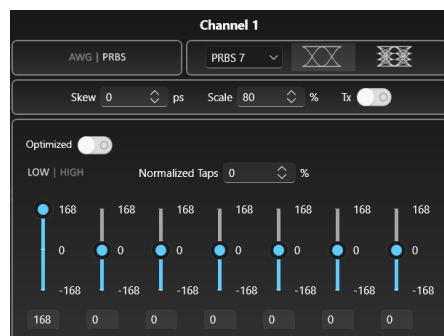 Channel 1
AWG | PRBS PRBS 7
Skew 0 ps Scale 80 % Tx
Optimized
LOW | HIGH Normalized Taps 0 %
168 168 168 168 168 168 168
0 0 0 0 0 0 0
-168 -168 -168 -168 -168 -168 -168
168 0 0 0 0 0 0